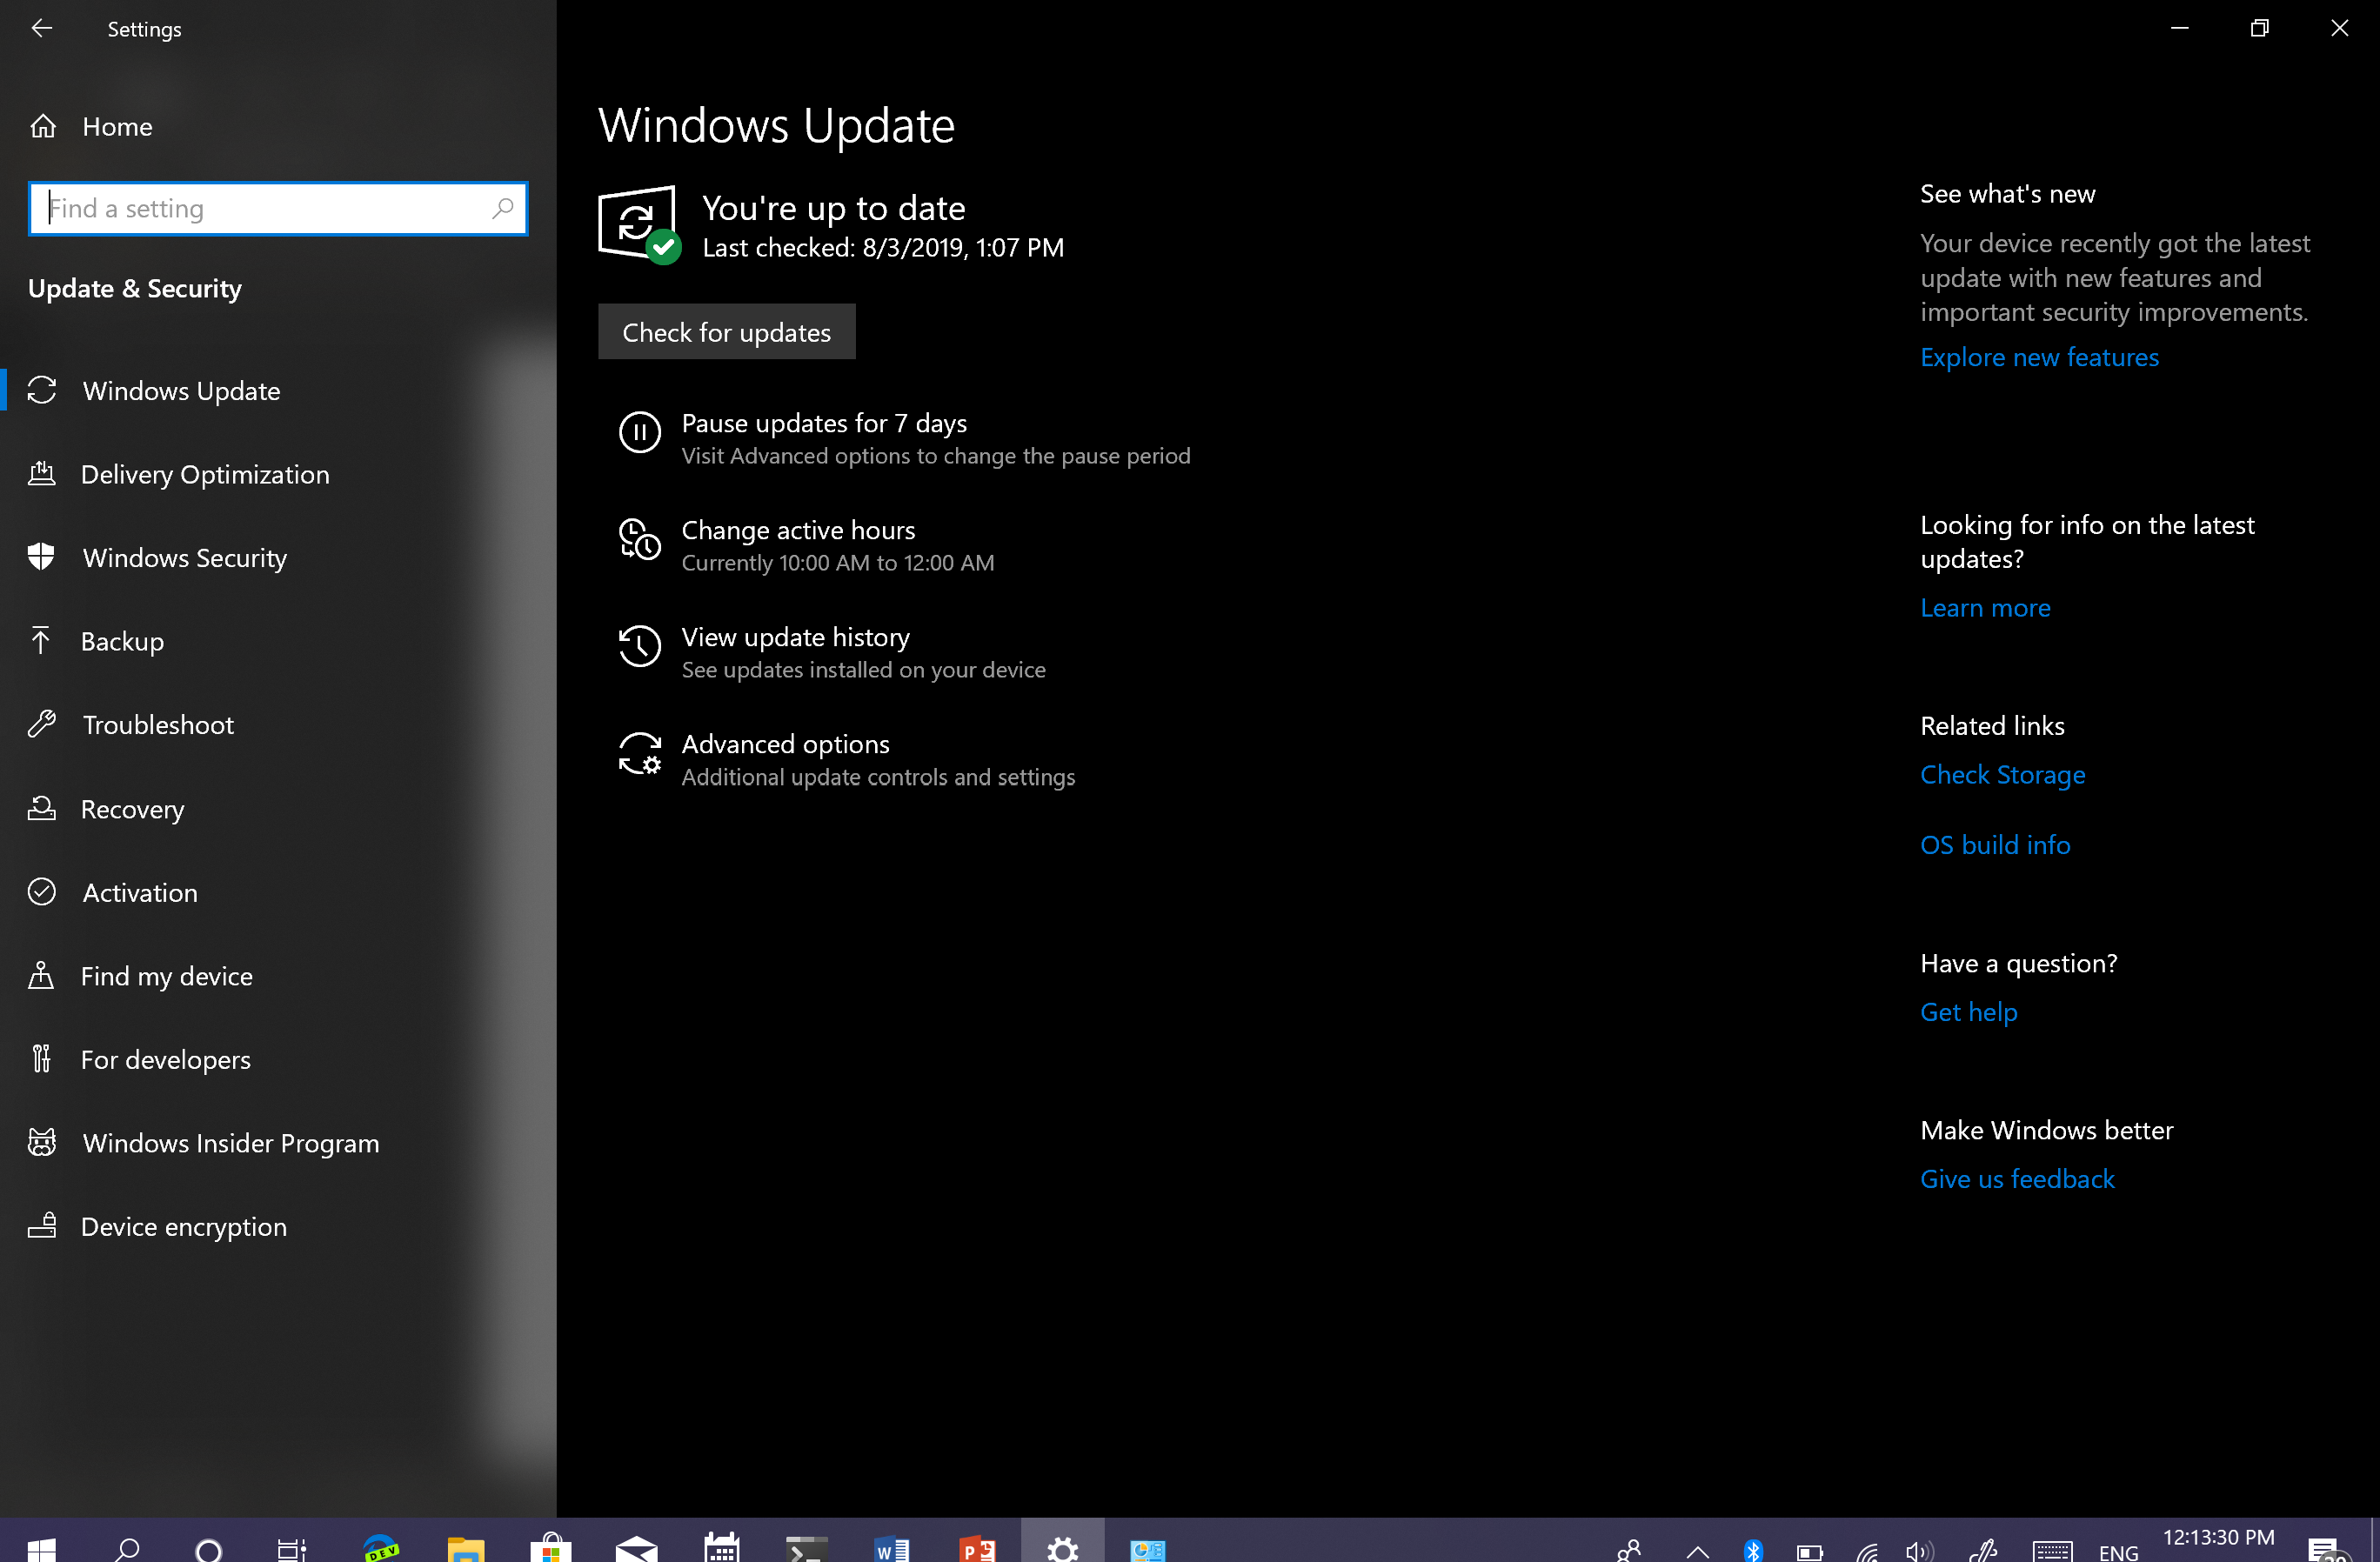 Settings
Home
Find a setting
Update & Security
Windows Update
Delivery Optimization
Windows Security
Backup
Troubleshoot
Recovery
Activation
Find my device
For developers
Windows Insider Program
Device encryption
Windows Update
You're up to date
Last checked: 8/3/2019, 1:07 PM
Check for updates
Pause updates for 7 days
Visit Advanced options to change the pause period
Change active hours
Currently 10:00 AM to 12:00 AM
View update history
See updates installed on your device
Advanced options
Additional update controls and settings
See what's new
Your device recently got the latest
update with new features and
important security improvements.
Explore new features
Looking for info on the latest
updates?
Learn more
Related links
Check Storage
OS build info
Have a question?
Get help
Make Windows better
Give us feedback
DEV
W
P
ENG
12:13:30 PM